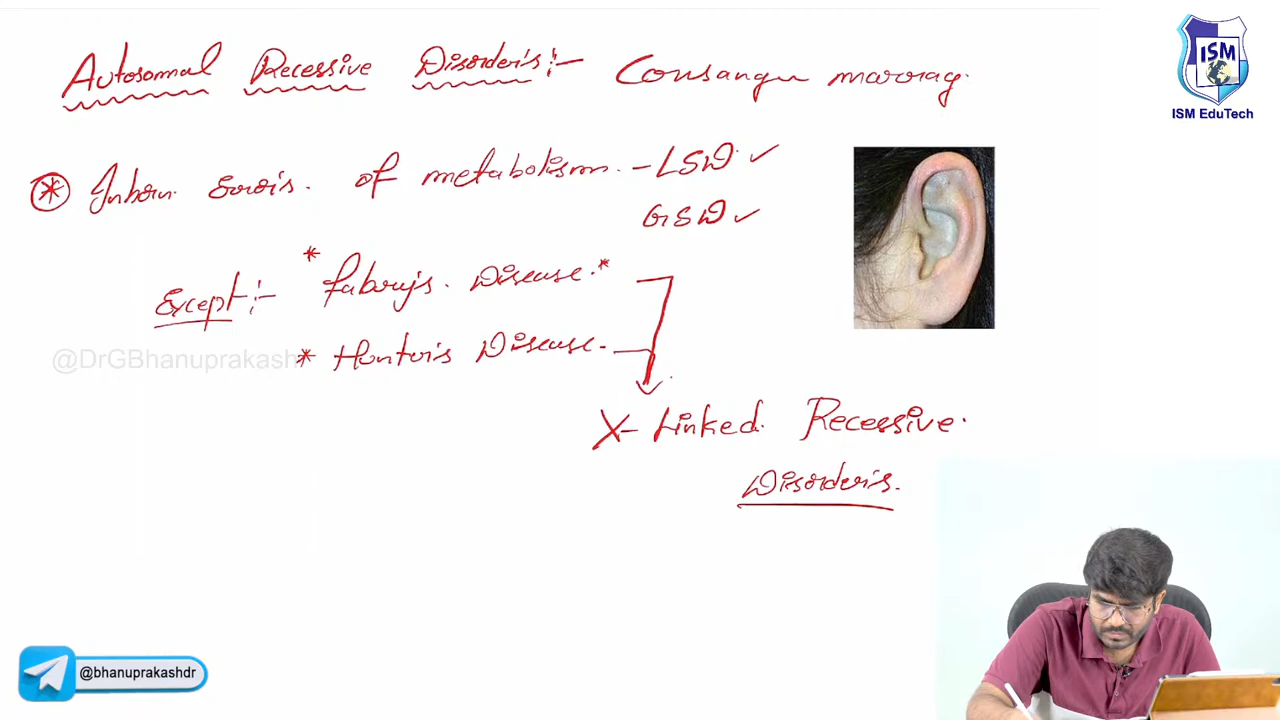 Autosomal Recessive Disorders:- Consangu marrag.
ISM
ISM EduTech
* Inborn Errors. of metabolism. - LSD ✓
GSD ✓
Except:- * Fabry's. Disease. *
@DrGBhanuprakash
* Hunter's Disease.
X-Linked Recessive.
Disorders.
@bhanuprakashdr